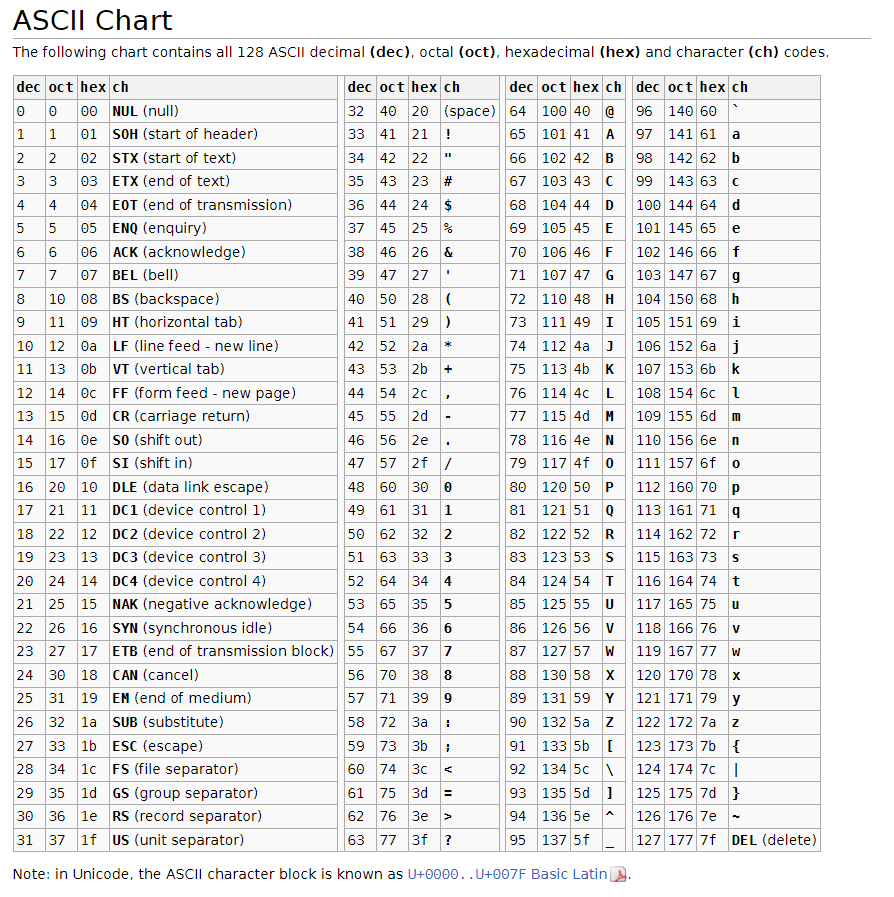 ASCII Chart
The following chart contains all 128 ASCII decimal (dec), octal (oct), hexadecimal (hex) and character (ch) codes.
dec oct hex ch dec oct hex ch dec oct hex ch dec oct hex ch
0 0 00 NUL (null) 32 40 20 (space) 64 100 40 @ 96 140 60 `
1 1 01 SOH (start of header) 33 41 21 ! 65 101 41 A 97 141 61 a
2 2 02 STX (start of text) 34 42 22 " 66 102 42 B 98 142 62 b
3 3 03 ETX (end of text) 35 43 23 # 67 103 43 C 99 143 63 c
4 4 04 EOT (end of transmission) 36 44 24 $ 68 104 44 D 100 144 64 d
5 5 05 ENQ (enquiry) 37 45 25 % 69 105 45 E 101 145 65 e
6 6 06 ACK (acknowledge) 38 46 26 & 70 106 46 F 102 146 66 f
7 7 07 BEL (bell) 39 47 27 ' 71 107 47 G 103 147 67 g
8 10 08 BS (backspace) 40 50 28 ( 72 110 48 H 104 150 68 h
9 11 09 HT (horizontal tab) 41 51 29 ) 73 111 49 I 105 151 69 i
10 12 0a LF (line feed - new line) 42 52 2a * 74 112 4a J 106 152 6a j
11 13 0b VT (vertical tab) 43 53 2b + 75 113 4b K 107 153 6b k
12 14 0c FF (form feed - new page) 44 54 2c , 76 114 4c L 108 154 6c l
13 15 0d CR (carriage return) 45 55 2d - 77 115 4d M 109 155 6d m
14 16 0e SO (shift out) 46 56 2e . 78 116 4e N 110 156 6e n
15 17 0f SI (shift in) 47 57 2f / 79 117 4f O 111 157 6f o
16 20 10 DLE (data link escape) 48 60 30 0 80 120 50 P 112 160 70 p
17 21 11 DC1 (device control 1) 49 61 31 1 81 121 51 Q 113 161 71 q
18 22 12 DC2 (device control 2) 50 62 32 2 82 122 52 R 114 162 72 r
19 23 13 DC3 (device control 3) 51 63 33 3 83 123 53 S 115 163 73 s
20 24 14 DC4 (device control 4) 52 64 34 4 84 124 54 T 116 164 74 t
21 25 15 NAK (negative acknowledge) 53 65 35 5 85 125 55 U 117 165 75 u
22 26 16 SYN (synchronous idle) 54 66 36 6 86 126 56 V 118 166 76 v
23 27 17 ETB (end of transmission block) 55 67 37 7 87 127 57 W 119 167 77 w
24 30 18 CAN (cancel) 56 70 38 8 88 130 58 X 120 170 78 x
25 31 19 EM (end of medium) 57 71 39 9 89 131 59 Y 121 171 79 y
26 32 1a SUB (substitute) 58 72 3a : 90 132 5a Z 122 172 7a z
27 33 1b ESC (escape) 59 73 3b ; 91 133 5b [ 123 173 7b {
28 34 1c FS (file separator) 60 74 3c < 92 134 5c \ 124 174 7c |
29 35 1d GS (group separator) 61 75 3d = 93 135 5d ] 125 175 7d }
30 36 1e RS (record separator) 62 76 3e > 94 136 5e ^ 126 176 7e ~
31 37 1f US (unit separator) 63 77 3f ? 95 137 5f _ 127 177 7f DEL (delete)
Note: in Unicode, the ASCII character block is known as U+0000..U+007F Basic Latin.